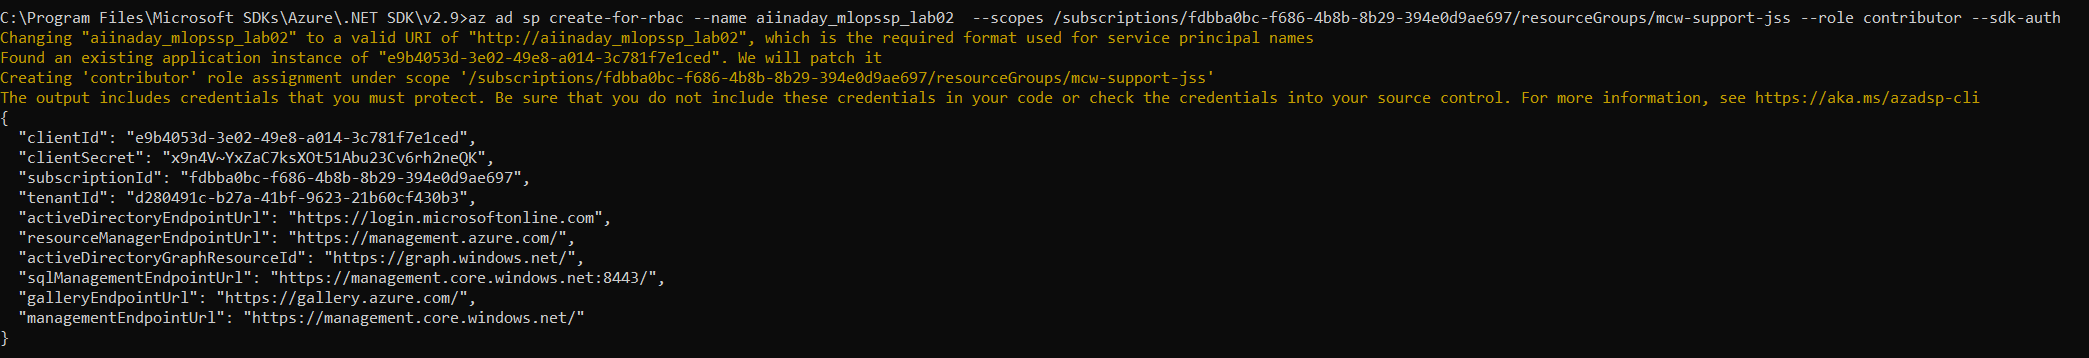 C:\Program Files\Microsoft SDKs\Azure\.NET SDK\v2.9>az ad sp create-for-rbac --name aiinaday_mlopssp_lab02  --scopes /subscriptions/fdbba0bc-f686-4b8b-8b29-394e0d9ae697/resourceGroups/mcw-support-jss --role contributor --sdk-auth
Changing "aiinaday_mlopssp_lab02" to a valid URI of "http://aiinaday_mlopssp_lab02", which is the required format used for service principal names
Found an existing application instance of "e9b4053d-3e02-49e8-a014-3c781f7e1ced". We will patch it
Creating 'contributor' role assignment under scope '/subscriptions/fdbba0bc-f686-4b8b-8b29-394e0d9ae697/resourceGroups/mcw-support-jss'
The output includes credentials that you must protect. Be sure that you do not include these credentials in your code or check the credentials into your source control. For more information, see https://aka.ms/azadsp-cli
{
  "clientId": "e9b4053d-3e02-49e8-a014-3c781f7e1ced",
  "clientSecret": "x9n4V~YxZaC7ksXOt51Abu23Cv6rh2neQK",
  "subscriptionId": "fdbba0bc-f686-4b8b-8b29-394e0d9ae697",
  "tenantId": "d280491c-b27a-41bf-9623-21b60cf430b3",
  "activeDirectoryEndpointUrl": "https://login.microsoftonline.com",
  "resourceManagerEndpointUrl": "https://management.azure.com/",
  "activeDirectoryGraphResourceId": "https://graph.windows.net/",
  "sqlManagementEndpointUrl": "https://management.core.windows.net:8443/",
  "galleryEndpointUrl": "https://gallery.azure.com/",
  "managementEndpointUrl": "https://management.core.windows.net/"
}